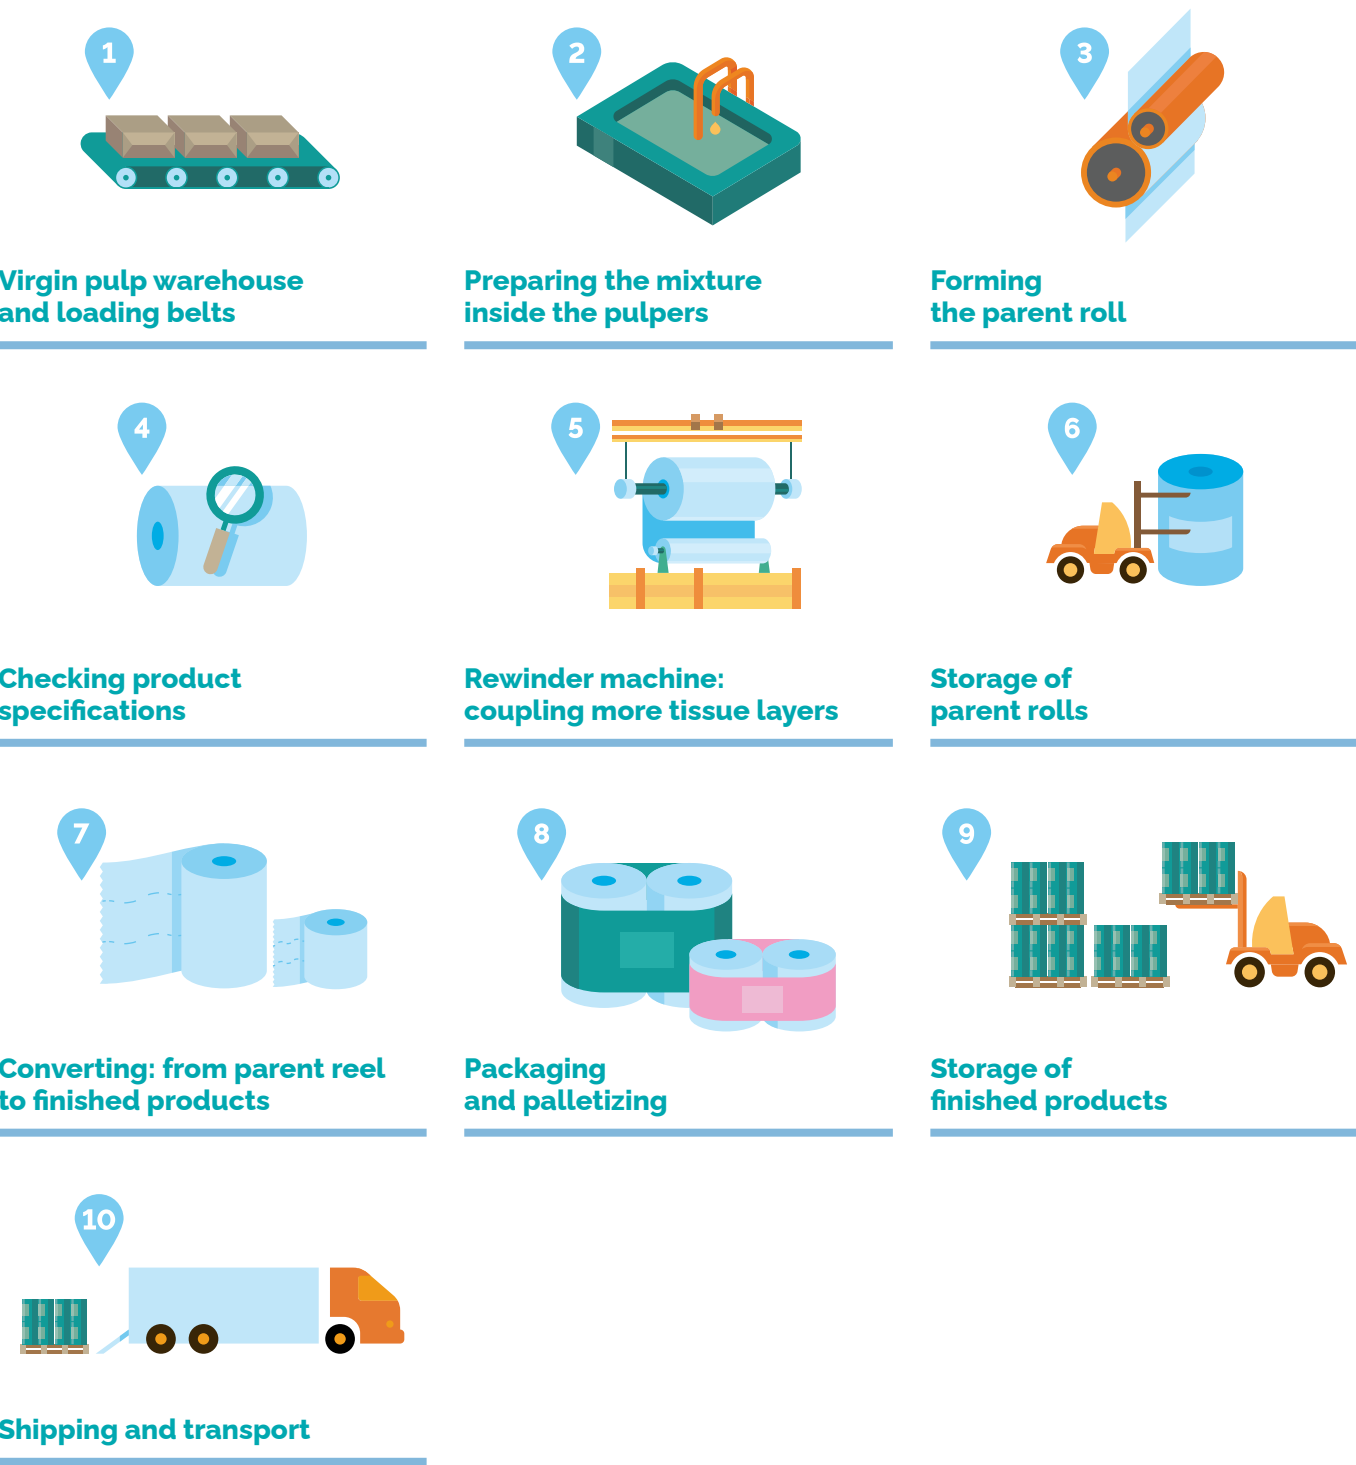 1
Virgin pulp warehouse
and loading belts
2
Preparing the mixture
inside the pulpers
3
Forming
the parent roll
4
Checking product
specifications
5
Rewinder machine:
coupling more tissue layers
6
Storage of
parent rolls
7
Converting: from parent reel
to finished products
8
Packaging
and palletizing
9
Storage of
finished products
10
Shipping and transport